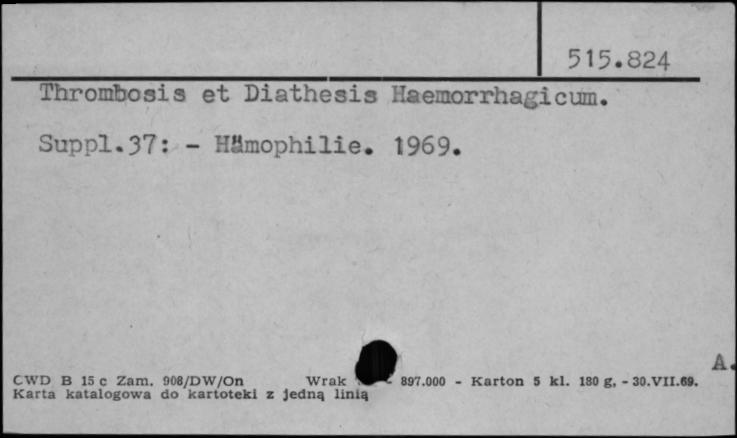 515.824
Thrombosis et Diathesis Haemorrhagicum.
Suppl.37: - Hämophilie. 1969.
A.
CWD B 15 c Zam. 908/DW/On Wrak - 897.000 - Karton 5 kl. 180 g. - 30.VII.69.
Karta katalogowa do kartoteki z jedną linią